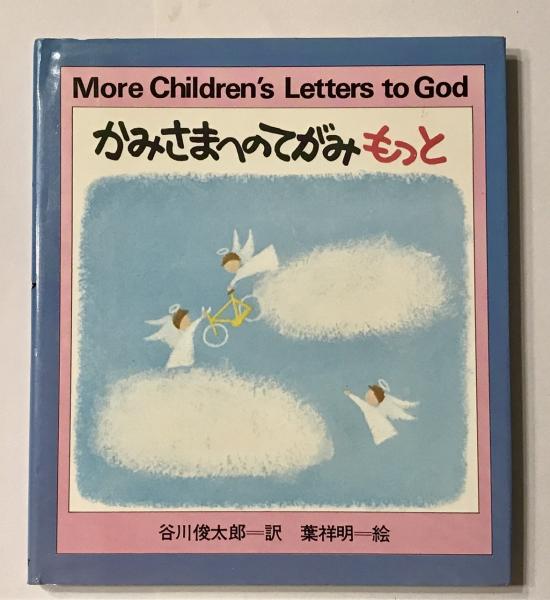 More Children's Letters to God
かみさまへのてがみ もっと
谷川俊太郎＝訳 葉祥明＝絵